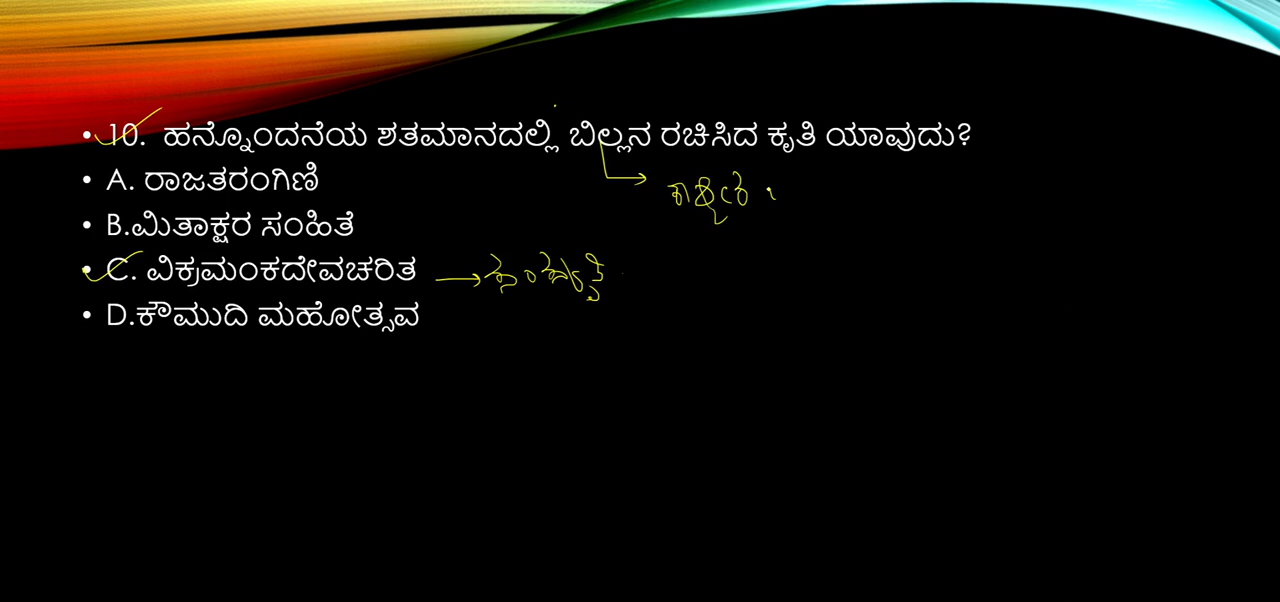 • 10. ಹನ್ನೊಂದನೆಯ ಶತಮಾನದಲ್ಲಿ ಬಿಲ್ಲನ ರಚಿಸಿದ ಕೃತಿ ಯಾವುದು?
• A. ರಾಜತರಂಗಿಣಿ
ಕಾಶ್ಮೀರ
• B.ಮಿತಾಕ್ಷರ ಸಂಹಿತೆ
• C. ವಿಕ್ರಮಂಕದೇವಚರಿತ → ಸಂಸ್ಕೃತ
• D.ಕೌಮುದಿ ಮಹೋತ್ಸವ